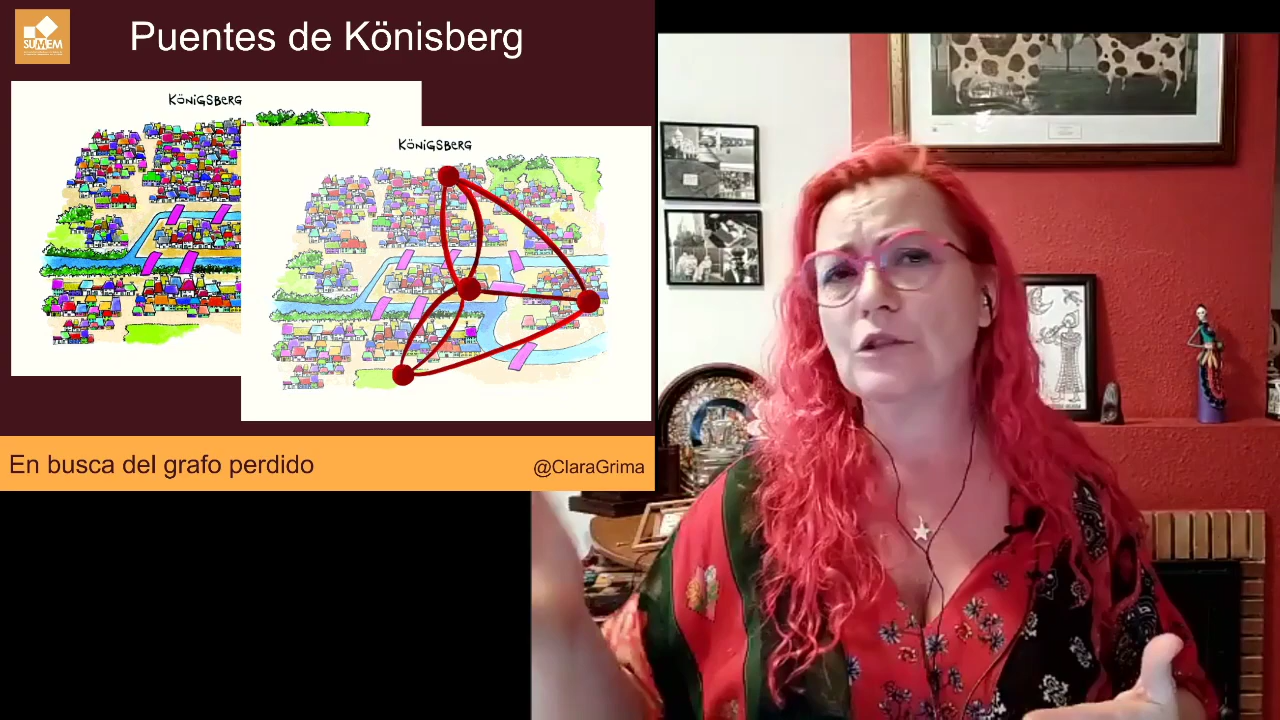 SUMEM
Puentes de Könisberg
KÖNIGSBERG
KÖNIGSBERG
En busca del grafo perdido
@ClaraGrima